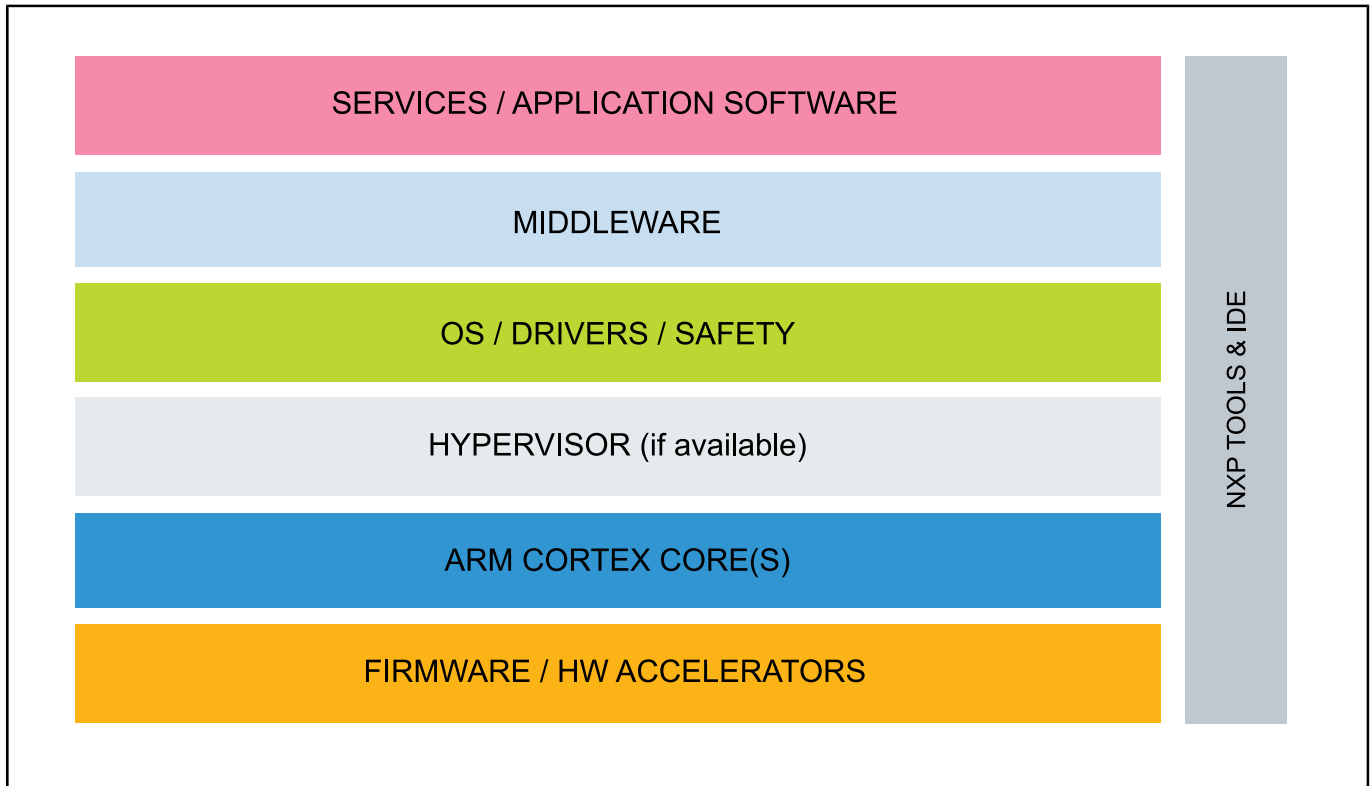 SERVICES / APPLICATION SOFTWARE
MIDDLEWARE
OS / DRIVERS / SAFETY
HYPERVISOR (if available)
ARM CORTEX CORE(S)
FIRMWARE / HW ACCELERATORS
NXP TOOLS & IDE